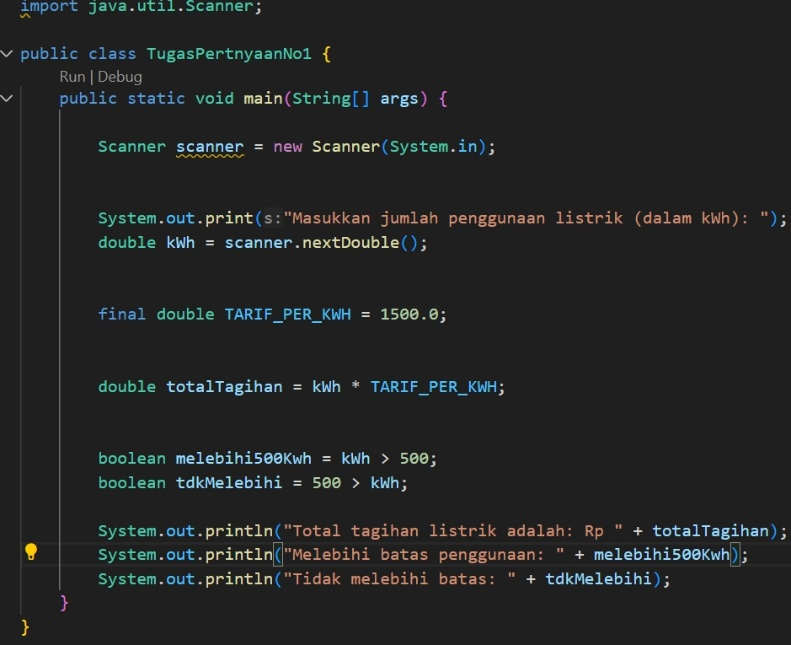 import java.util.Scanner;
public class TugasPertnyaanNo1 {
Run | Debug
public static void main(String[] args) {
Scanner scanner = new Scanner(System.in);
System.out.print(s:"Masukkan jumlah penggunaan listrik (dalam kWh): ");
double kWh = scanner.nextDouble();
final double TARIF_PER_KWH = 1500.0;
double totalTagihan = kWh * TARIF_PER_KWH;
boolean melebihi500Kwh = kWh > 500;
boolean tdkMelebihi = 500 > kWh;
System.out.println("Total tagihan listrik adalah: Rp " + totalTagihan);
System.out.println("Melebihi batas penggunaan: " + melebihi500Kwh);
System.out.println("Tidak melebihi batas: " + tdkMelebihi);
}
}